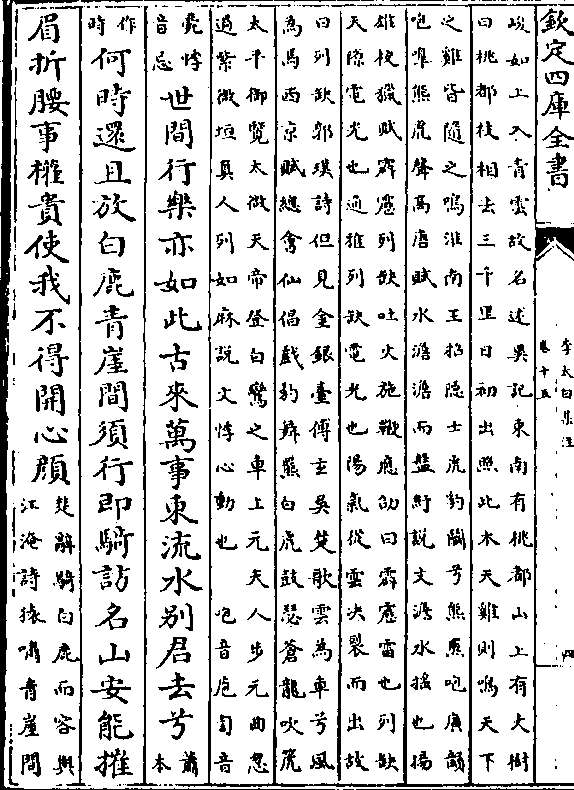 欽定四庫全書
李太白集注
卷十五
四
峻如上入青雲故名述異記東南有桃都山上有大樹
曰桃都枝相去三千里日初出照此木天雞則鳴天下
之雞皆隨之鳴淮南王招隱士虎豹鬬兮熊羆咆廣韻
咆嘷熊虎聲髙唐賦水澹澹而盤紆説文澹水揺也揚
雄校獵賦霹靂列缺吐火施鞭應劭曰霹靂雷也列缺
天隙電光也通推列缺電光也陽氣從雲决裂而出故
曰列缺郭璞詩但見金銀臺傅玄吳楚歌雲為車兮風
為馬西京賦總會仙倡戲豹舞羆白虎鼓瑟蒼龍吹篪
太平御覽太微天帝登白鸞之車上元夫人步元曲忽
過紫微垣真人列如麻説文悸心動也 咆音庖訇音
薨悸
音忌
世間行樂亦如此古來萬事東流水别君去兮
蕭
本
作
時
何時還且放白鹿青崖間須行即騎訪名山安能摧
眉折腰事權貴使我不得開心顔
楚辭騎白鹿而容與
江淹詩猿嘯青崖間